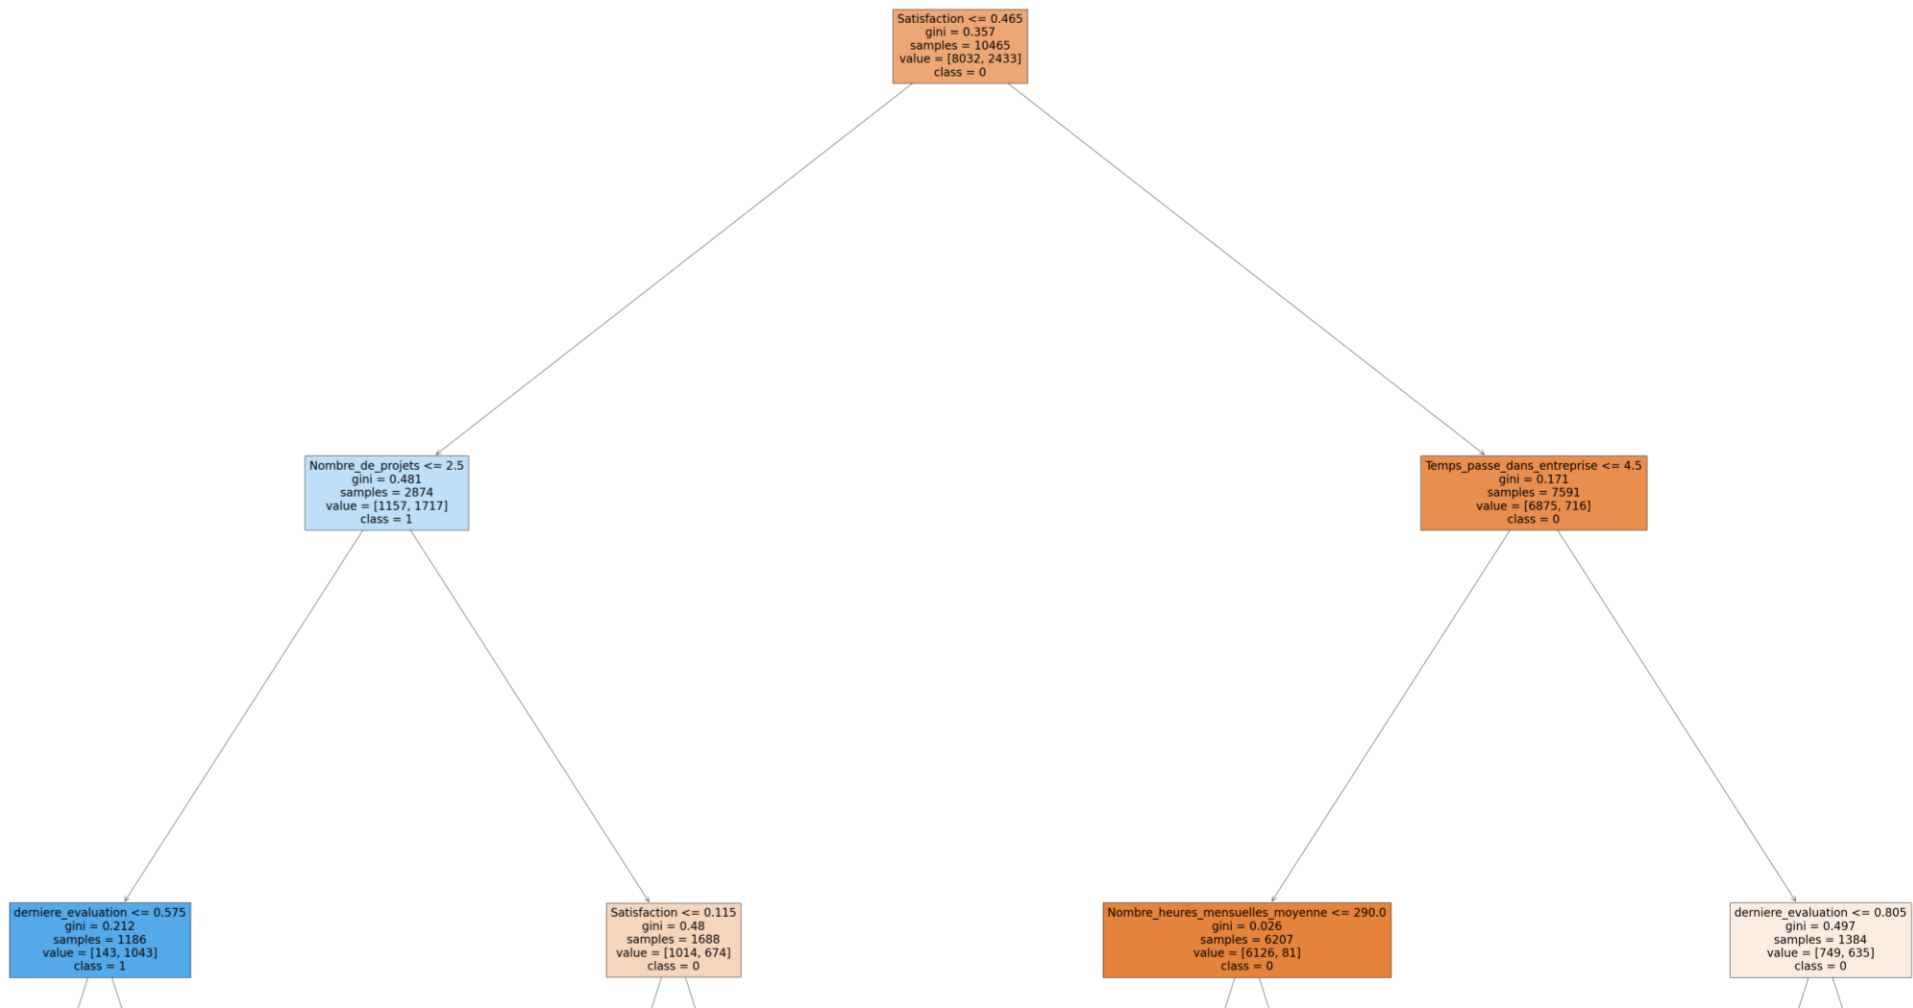 Satisfaction <= 0.465
gini = 0.357
samples = 10465
value = [8032, 2433]
class = 0
Nombre_de_projets <= 2.5
gini = 0.481
samples = 2874
value = [1157, 1717]
class = 1
Temps_passe_dans_entreprise <= 4.5
gini = 0.171
samples = 7591
value = [6875, 716]
class = 0
derniere_evaluation <= 0.575
gini = 0.212
samples = 1186
value = [143, 1043]
class = 1
Satisfaction <= 0.115
gini = 0.48
samples = 1688
value = [1014, 674]
class = 0
Nombre_heures_mensuelles_moyenne <= 290.0
gini = 0.026
samples = 6207
value = [6126, 81]
class = 0
derniere_evaluation <= 0.805
gini = 0.497
samples = 1384
value = [749, 635]
class = 0